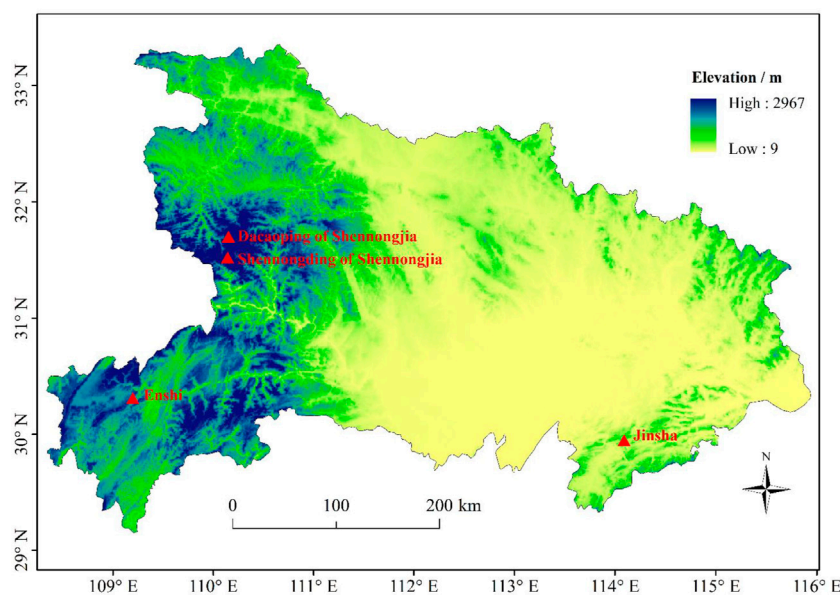 33° N
32° N
31° N
30° N
29° N
Elevation / m
High : 2967
Low : 9
Dacaoping of Shennongjia
Shennongding of Shennongjia
Enshi
Jinsha
N
0 100 200 km
109° E 110° E 111° E 112° E 113° E 114° E 115° E 116° E